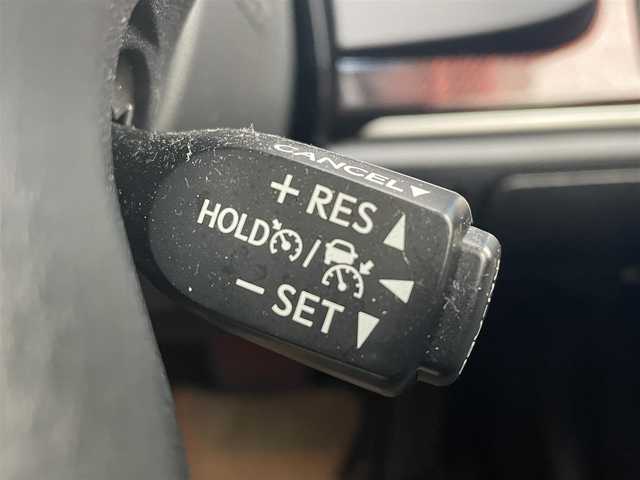 CANCEL▼
+ RES ▲
HOLD / ◀
− SET ▼